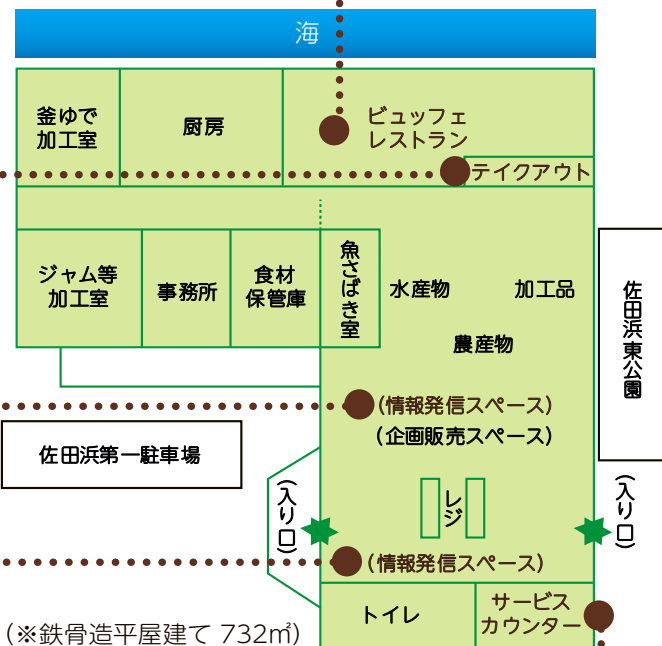 海
釜ゆで
加工室
厨房
ビュッフェ
レストラン
テイクアウト
ジャム等
加工室
事務所
食材
保管庫
魚さばき室
水産物
加工品
農産物
佐田浜東公園
(情報発信スペース)
(企画販売スペース)
佐田浜第一駐車場
レジ
(入り口)
(入り口)
(情報発信スペース)
トイレ
サービス
カウンター
(※鉄骨造平屋建て 732㎡)